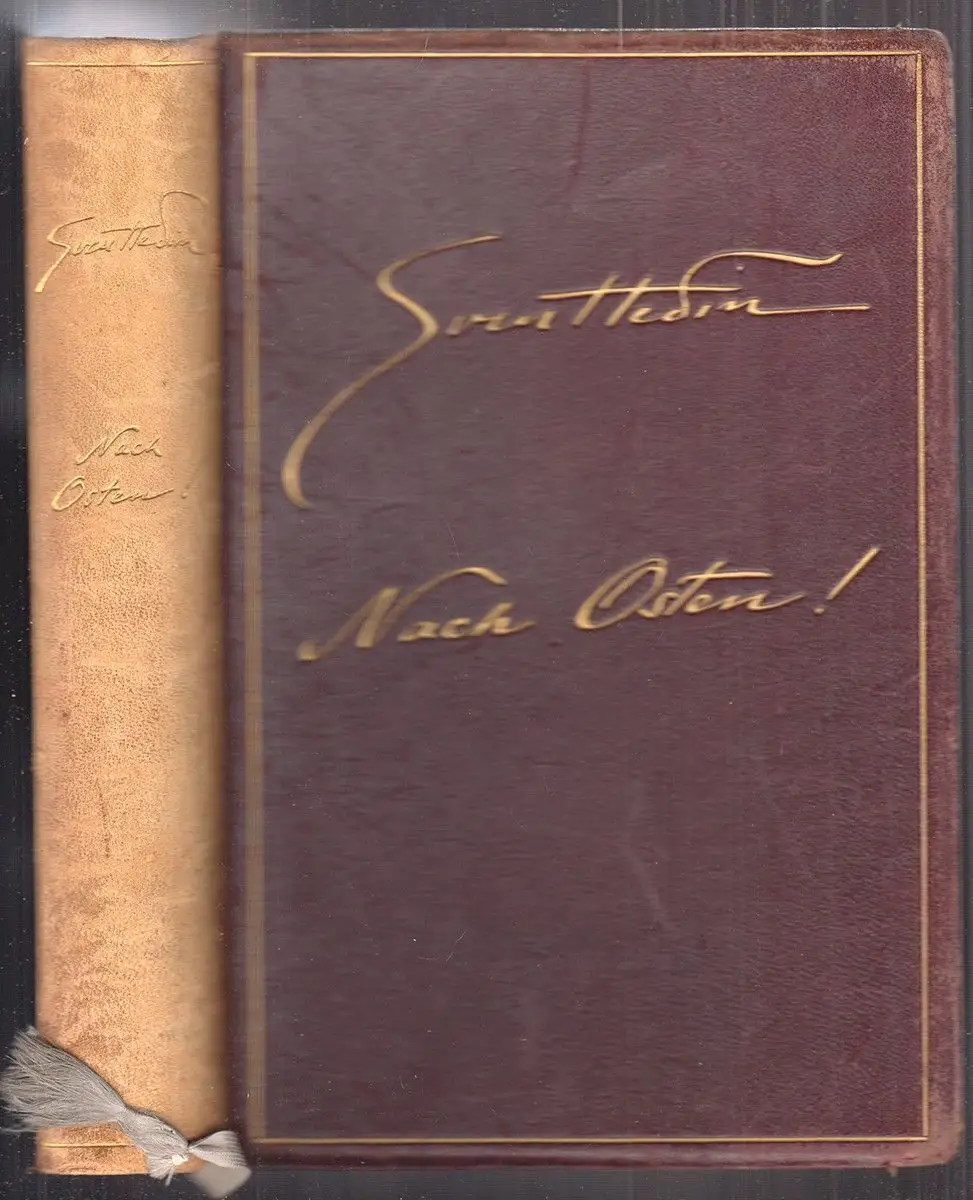 Sven Hedin
Nach
Osten!
Sven Hedin
Nach Osten!